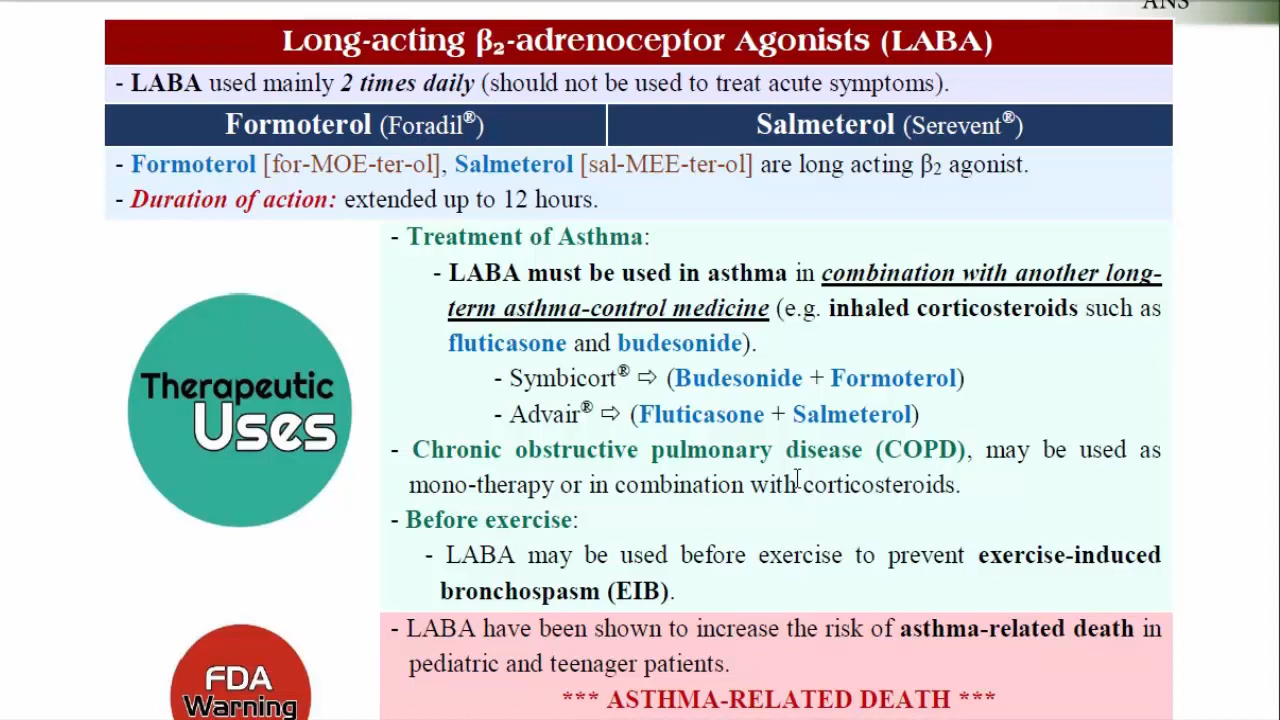 ANS
Long-acting β₂-adrenoceptor Agonists (LABA)
- LABA used mainly 2 times daily (should not be used to treat acute symptoms).
Formoterol (Foradil®)
Salmeterol (Serevent®)
- Formoterol [for-MOE-ter-ol], Salmeterol [sal-MEE-ter-ol] are long acting β₂ agonist.
- Duration of action: extended up to 12 hours.
Therapeutic
Uses
- Treatment of Asthma:
- LABA must be used in asthma in combination with another long-
term asthma-control medicine (e.g. inhaled corticosteroids such as
fluticasone and budesonide).
- Symbicort® ⇨ (Budesonide + Formoterol)
- Advair® ⇨ (Fluticasone + Salmeterol)
- Chronic obstructive pulmonary disease (COPD), may be used as
mono-therapy or in combination with corticosteroids.
- Before exercise:
- LABA may be used before exercise to prevent exercise-induced
bronchospasm (EIB).
FDA
Warning
- LABA have been shown to increase the risk of asthma-related death in
pediatric and teenager patients.
*** ASTHMA-RELATED DEATH ***